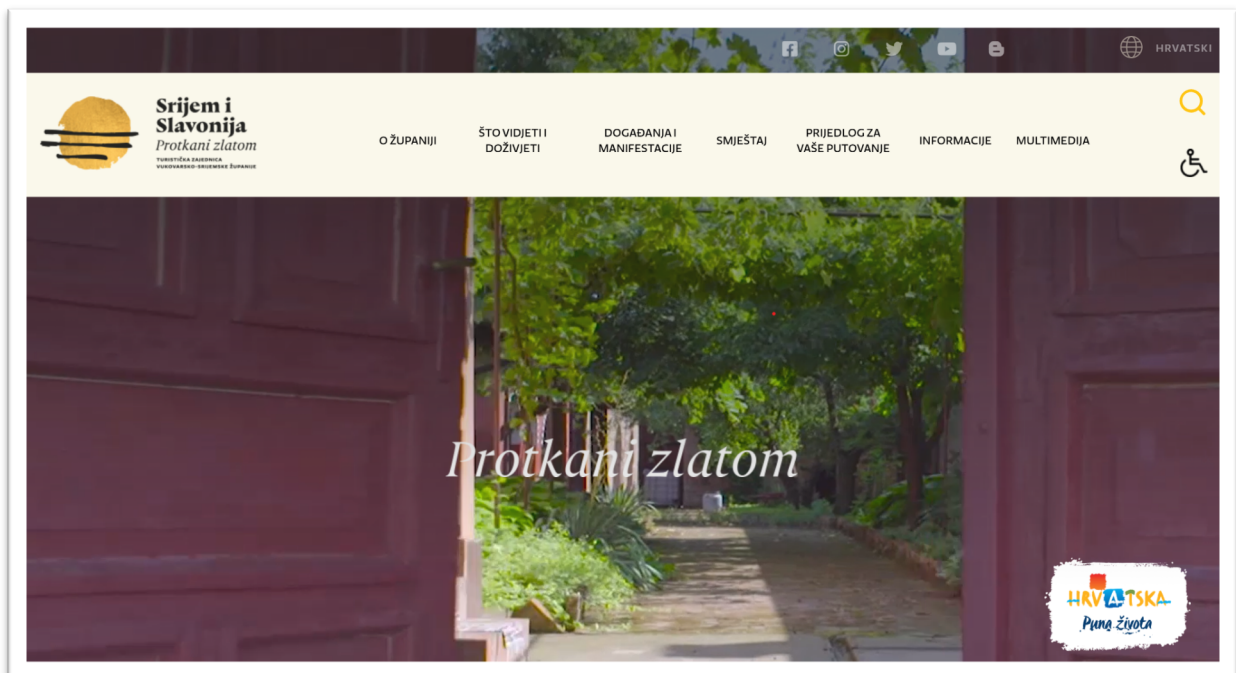 HRVATSKI
Srijem i
Slavonija
Protkani zlatom
TURISTIČKA ZAJEDNICA
VUKOVARSKO-SRIJEMSKE ŽUPANIJE
O ŽUPANIJI
ŠTO VIDJETI I
DOŽIVJETI
DOGAĐANJA I
MANIFESTACIJE
SMJEŠTAJ
PRIJEDLOG ZA
VAŠE PUTOVANJE
INFORMACIJE
MULTIMEDIJA
Protkani zlatom
HRVATSKA
Puna života